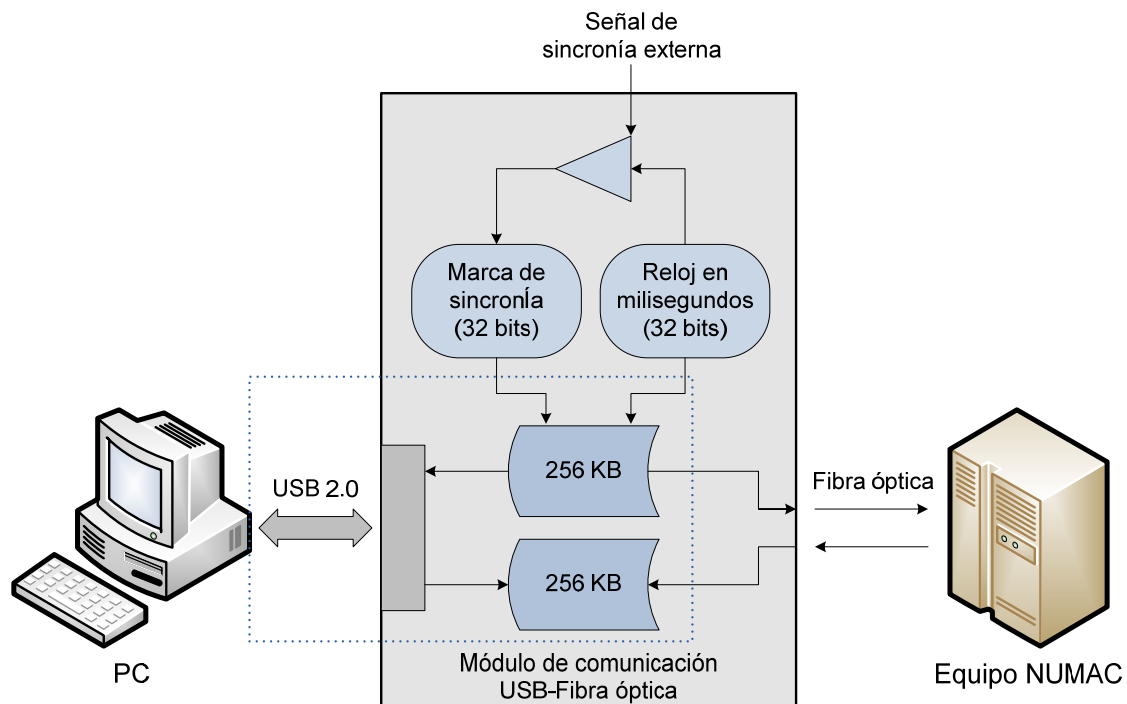 Señal de
sincronía externa
Marca de
sincronÍa
(32 bits)
Reloj en
milisegundos
(32 bits)
USB 2.0
256 KB
256 KB
Fibra óptica
PC
Módulo de comunicación
USB-Fibra óptica
Equipo NUMAC